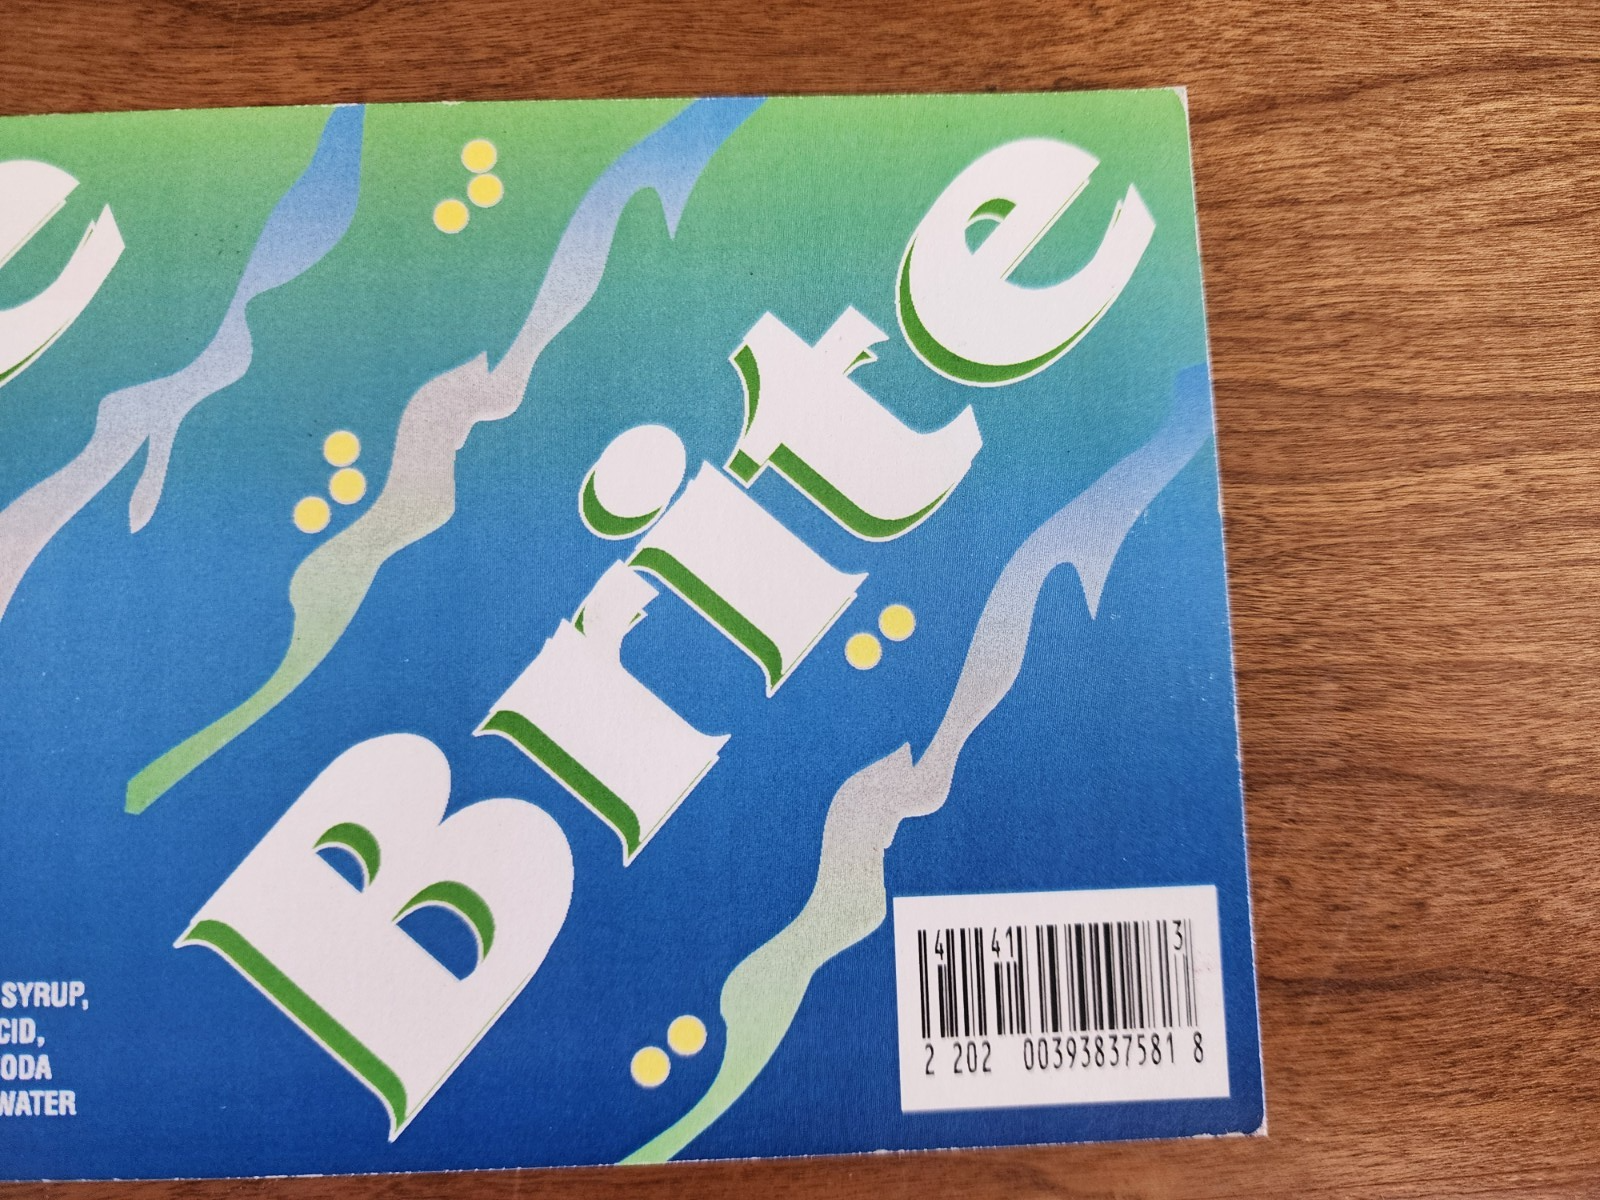 e
Brite
SYRUP,
CID,
ODA
WATER
4 41 3
2 202 00393837581 8